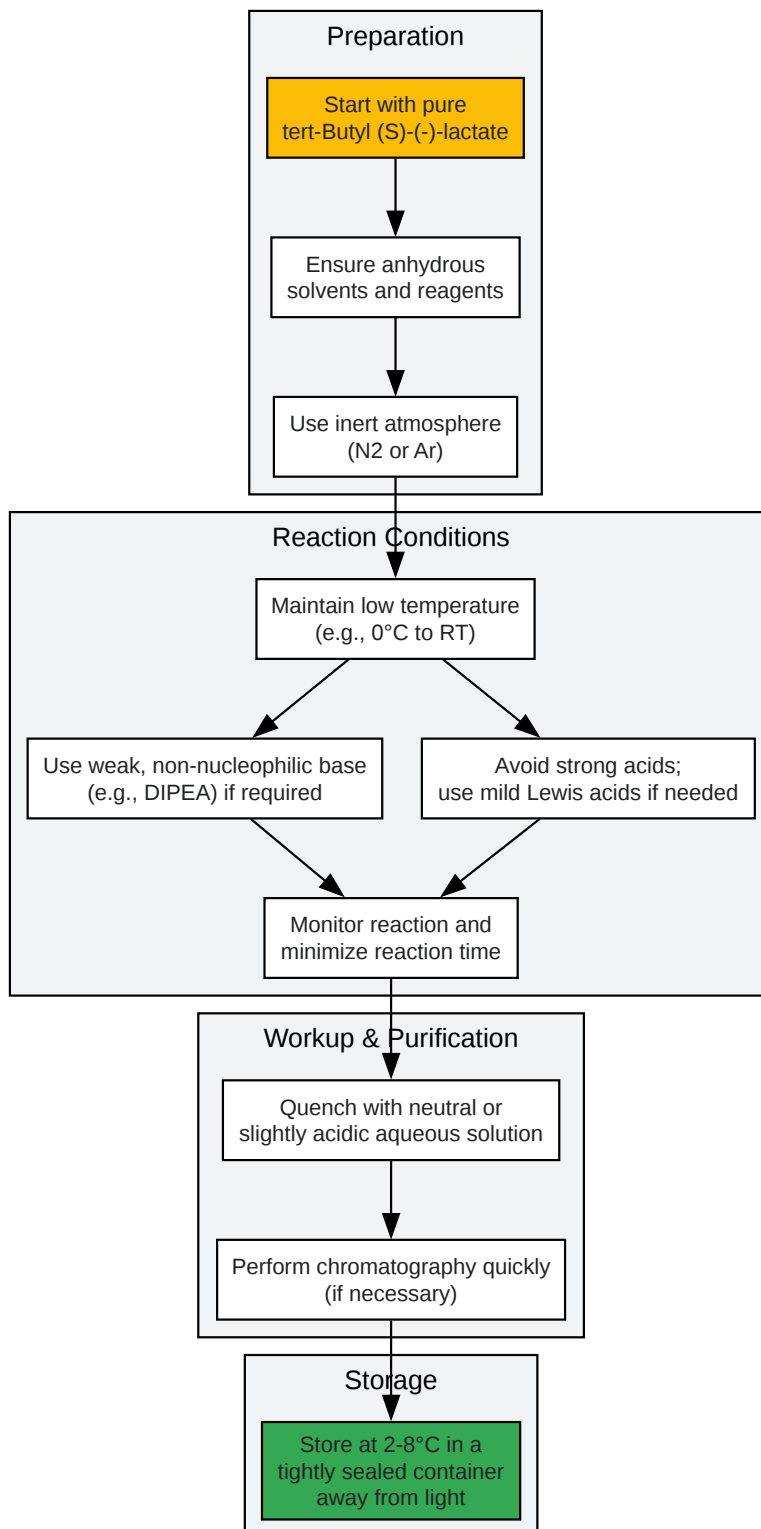 Preparation
Start with pure
tert-Butyl (S)-(-)-lactate
Ensure anhydrous
solvents and reagents
Use inert atmosphere
(N2 or Ar)
Reaction Conditions
Maintain low temperature
(e.g., 0°C to RT)
Use weak, non-nucleophilic base
(e.g., DIPEA) if required
Avoid strong acids;
use mild Lewis acids if needed
Monitor reaction and
minimize reaction time
Workup & Purification
Quench with neutral or
slightly acidic aqueous solution
Perform chromatography quickly
(if necessary)
Storage
Store at 2-8°C in a
tightly sealed container
away from light